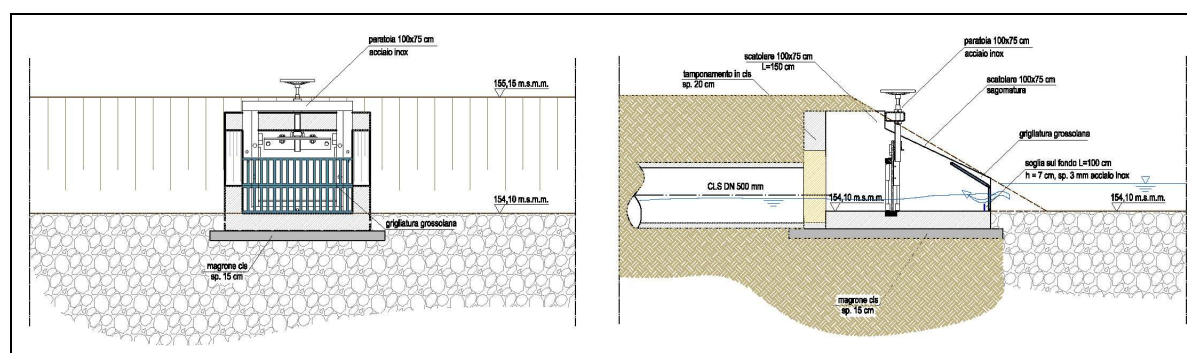 paratoia 100x75 cm
acciaio inox
155,15 m.s.m.m.
154,10 m.s.m.m.
grigliatura grossolana
magrone cls
sp. 15 cm
paratoia 100x75 cm
acciaio inox
scatolare 100x75 cm
L=150 cm
tamponamento in cls
sp. 20 cm
scatolare 100x75 cm
sagomatura
grigliatura grossolana
soglia sul fondo L=100 cm
h = 7 cm, sp. 3 mm acciaio inox
CLS DN 500 mm
154,10 m.s.m.m.
154,10 m.s.m.m.
magrone cls
sp. 15 cm